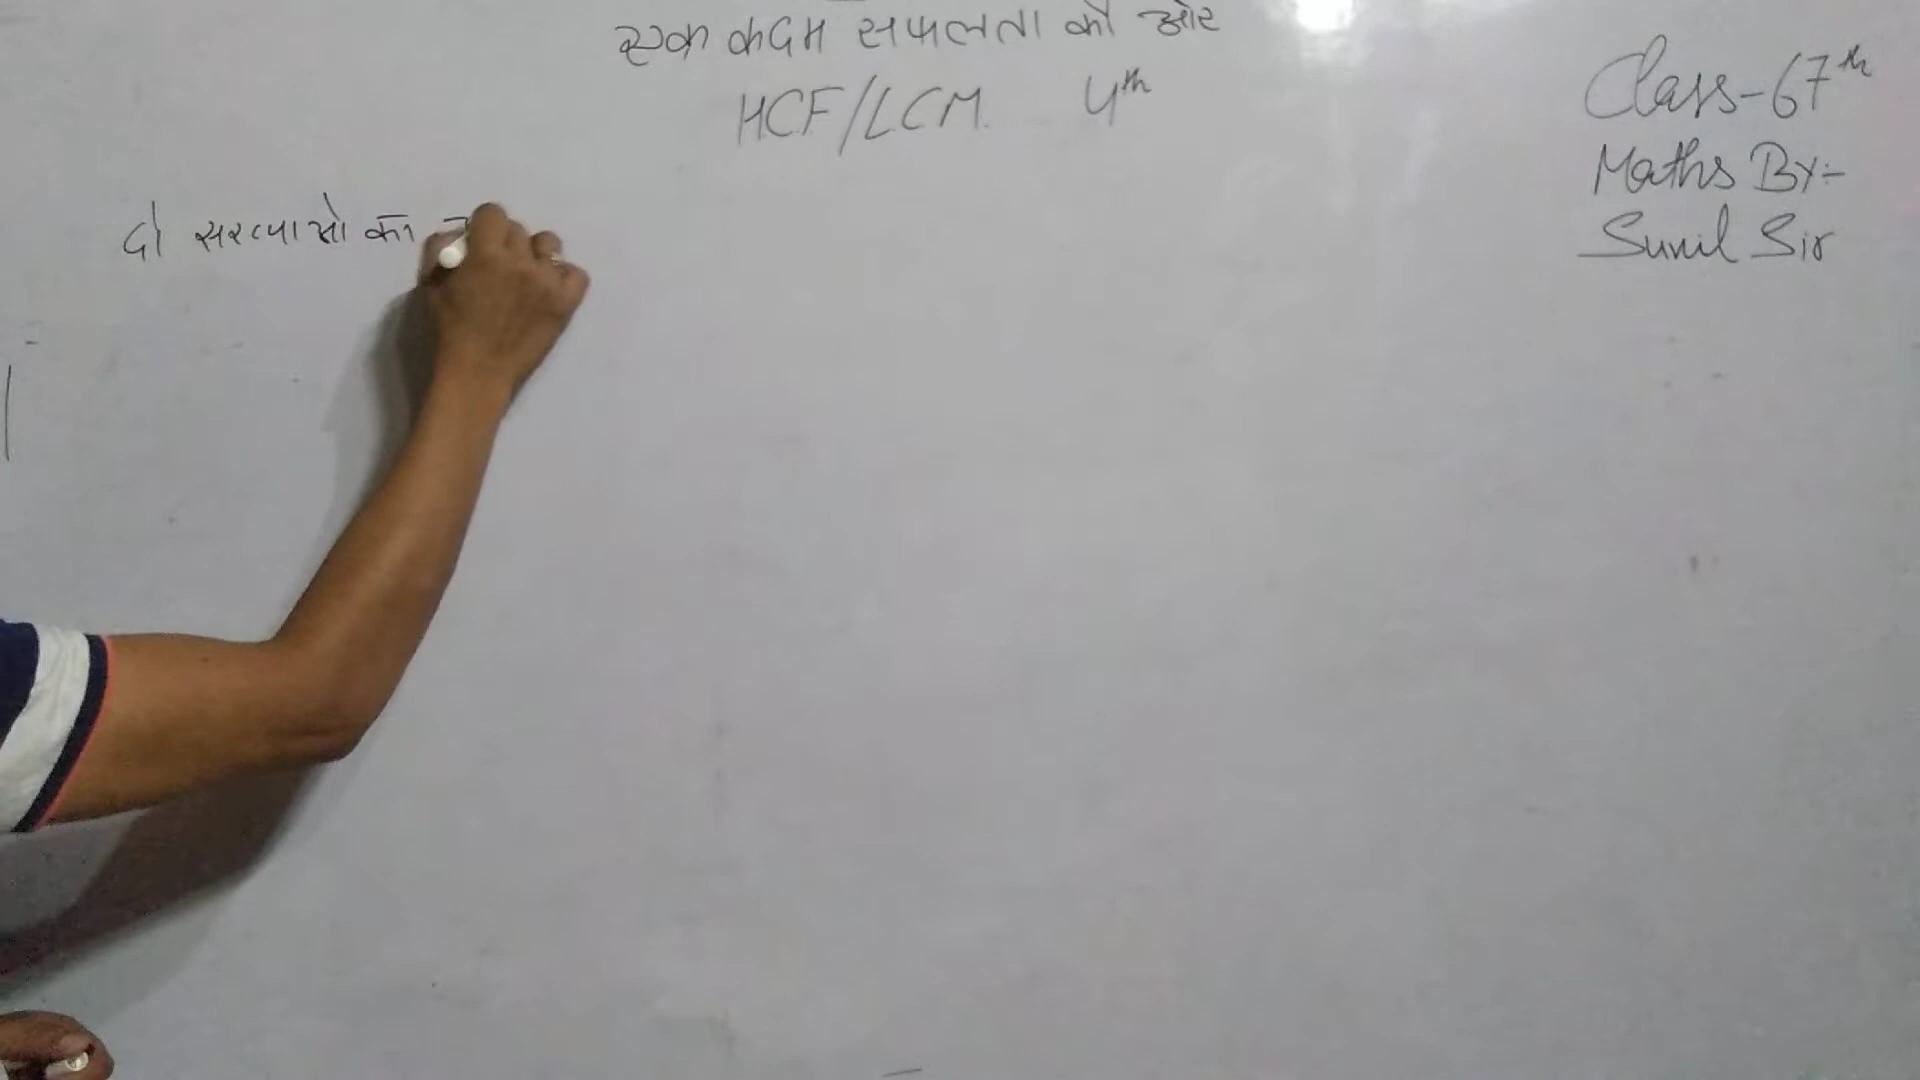 एक कदम सफलता की ओर
HCF/LCM. 4th
Class-67th
Maths By:-
Sunil Sir
दो संख्याओ का